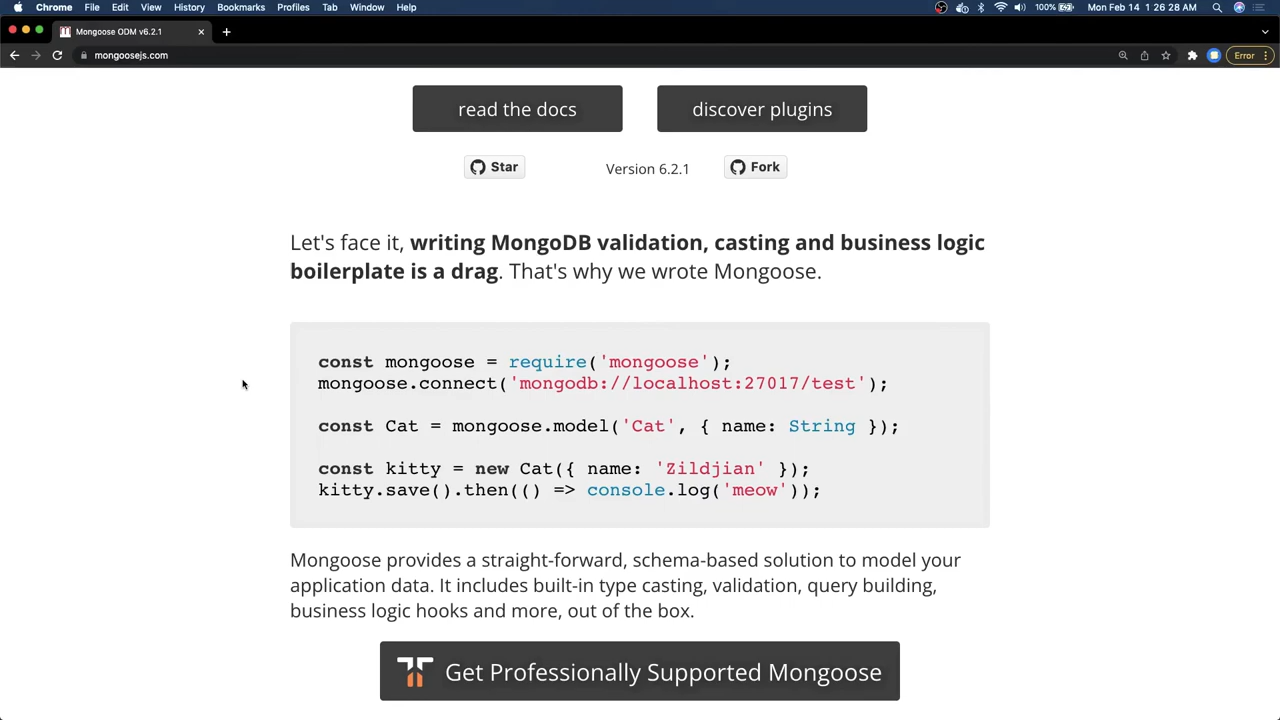 Chrome File Edit View History Bookmarks Profiles Tab Window Help 100% Mon Feb 14 1:26:28 AM
Mongoose ODM v6.2.1
mongoosejs.com Error
read the docs discover plugins
Star Version 6.2.1 Fork
Let's face it, writing MongoDB validation, casting and business logic
boilerplate is a drag. That's why we wrote Mongoose.
const mongoose = require('mongoose');
mongoose.connect('mongodb://localhost:27017/test');
const Cat = mongoose.model('Cat', { name: String });
const kitty = new Cat({ name: 'Zildjian' });
kitty.save().then(() => console.log('meow'));
Mongoose provides a straight-forward, schema-based solution to model your
application data. It includes built-in type casting, validation, query building,
business logic hooks and more, out of the box.
Get Professionally Supported Mongoose